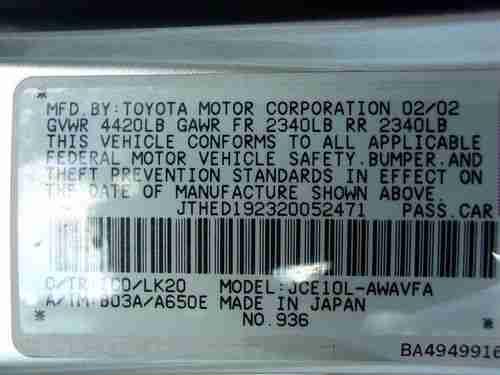 MFD.BY:TOYOTA MOTOR CORPORATION 02/02
GVWR 4420LB GAWR FR 2340LB RR 2340LB
THIS VEHICLE CONFORMS TO ALL APPLICABLE
FEDERAL MOTOR VEHICLE SAFETY.BUMPER.AND
THEFT PREVENTION STANDARDS IN EFFECT ON
THE DATE OF MANUFACTURE SHOWN ABOVE.
JTHED192320052471 PASS.CAR
C/TR: /LK20 MODEL:JCE10L-AWAVFA
A/TM: /A650E MADE IN JAPAN
NO.936
BA4949916